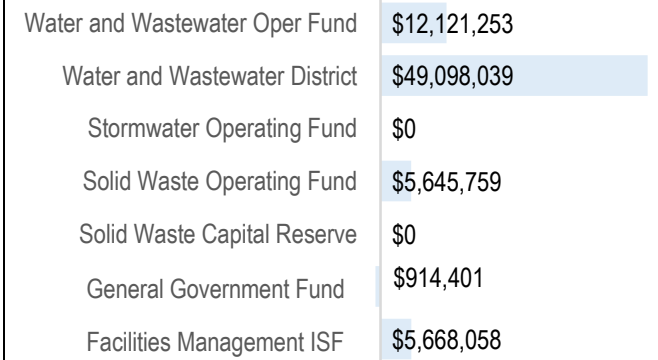 Water and Wastewater Oper Fund $12,121,253
Water and Wastewater District $49,098,039
Stormwater Operating Fund $0
Solid Waste Operating Fund $5,645,759
Solid Waste Capital Reserve $0
General Government Fund $914,401
Facilities Management ISF $5,668,058